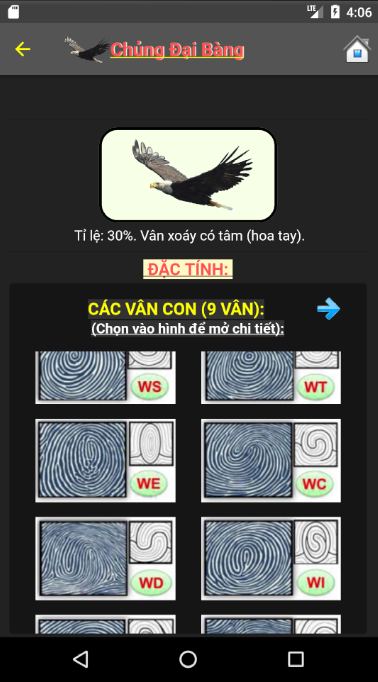 LTE 4:06
Chủng Đại Bàng
Tỉ lệ: 30%. Vân xoáy có tâm (hoa tay).
ĐẶC TÍNH:
CÁC VÂN CON (9 VÂN):
(Chọn vào hình để mở chi tiết):
WS WT
WE WC
WD WI